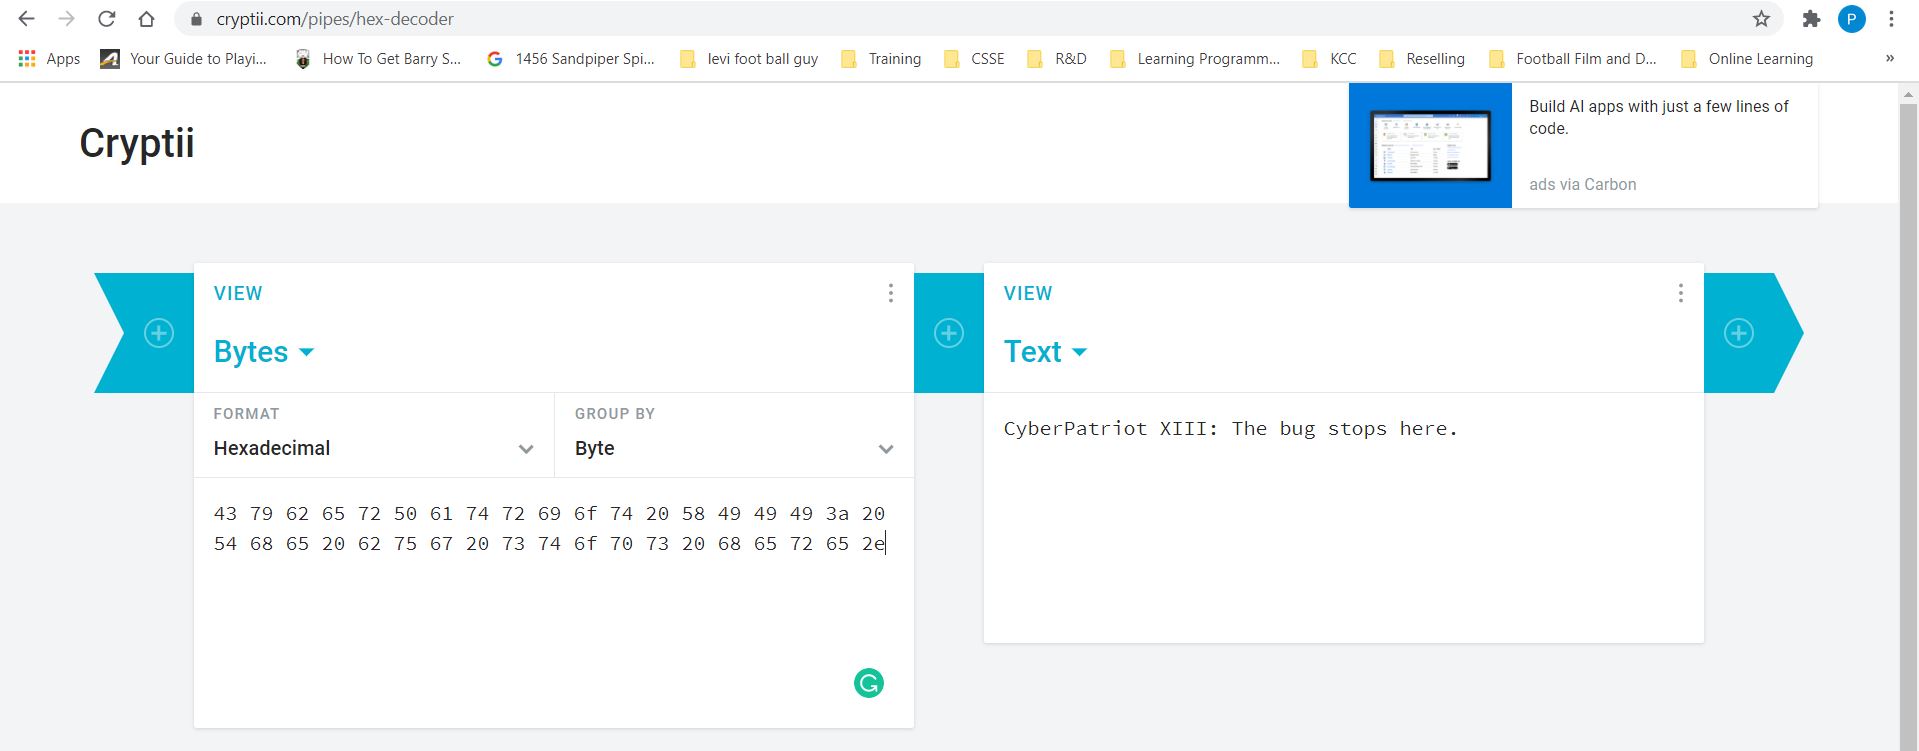 cryptii.com/pipes/hex-decoder
P
Apps Your Guide to Playi... How To Get Barry S... 1456 Sandpiper Spi... levi foot ball guy Training CSSE R&D Learning Programm... KCC Reselling Football Film and D... Online Learning »
Cryptii
Build AI apps with just a few lines of
code.
ads via Carbon
VIEW
Bytes
FORMAT
Hexadecimal
GROUP BY
Byte
43 79 62 65 72 50 61 74 72 69 6f 74 20 58 49 49 49 3a 20
54 68 65 20 62 75 67 20 73 74 6f 70 73 20 68 65 72 65 2e
VIEW
Text
CyberPatriot XIII: The bug stops here.